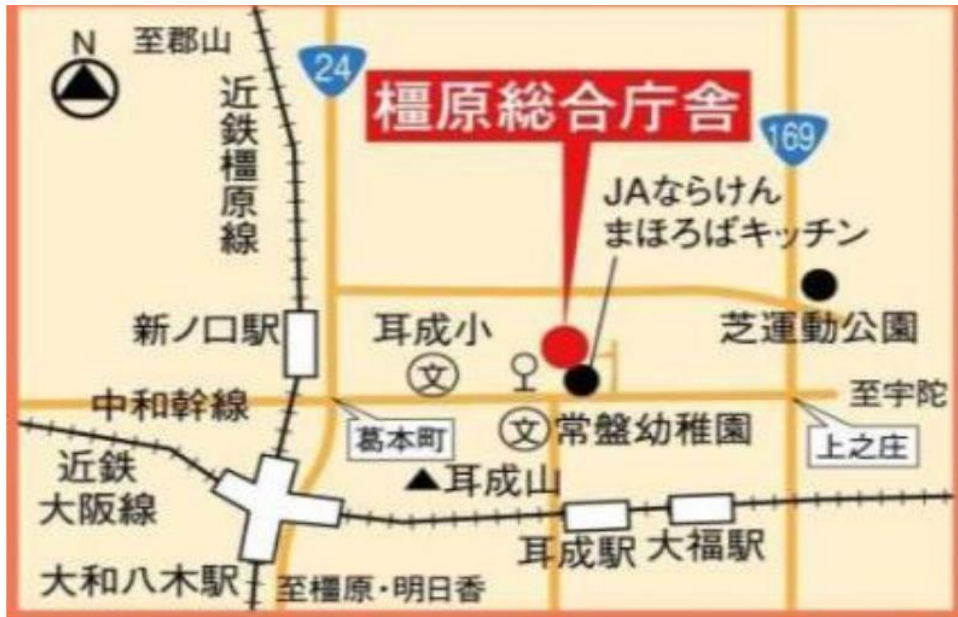 N
至郡山
24
近鉄橿原線
橿原総合庁舎
169
JAならけん
まほろばキッチン
新ノ口駅
耳成小
文
芝運動公園
中和幹線
葛本町
文
常盤幼稚園
至宇陀
上之庄
近鉄
大阪線
耳成山
耳成駅
大福駅
大和八木駅
至橿原・明日香